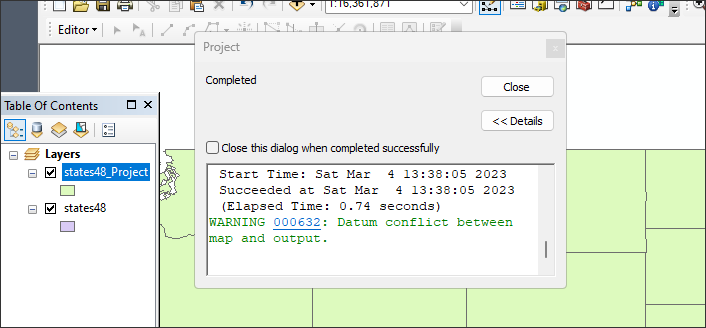 1:16,361,871
Editor
Project
Completed
Close
<< Details
Close this dialog when completed successfully
Start Time: Sat Mar  4 13:38:05 2023
Succeeded at Sat Mar  4 13:38:05 2023
(Elapsed Time: 0.74 seconds)
WARNING 000632: Datum conflict between
map and output.
Table Of Contents
Layers
states48_Project
states48